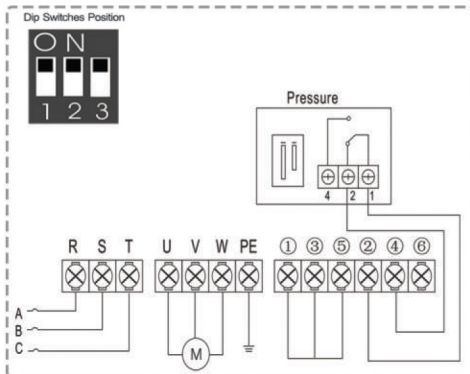 Dip Switches Position
ON
1 2 3
Pressure
4 2 1
R S T U V W PE ① ③ ⑤ ② ④ ⑥
A
B
C
M